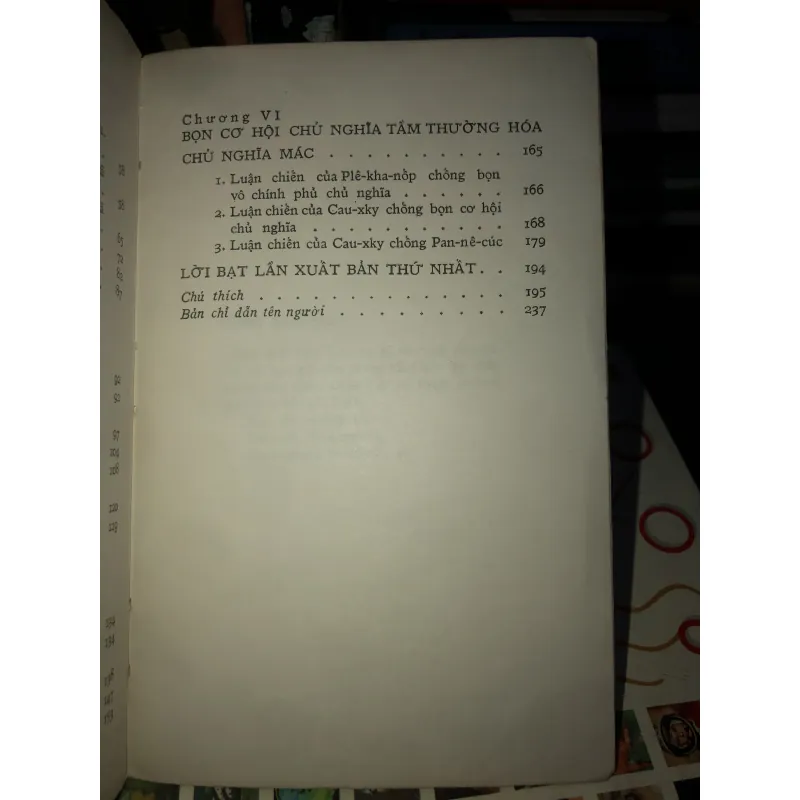 Chương VI
BỌN CƠ HỘI CHỦ NGHĨA TẦM THƯỜNG HÓA
CHỦ NGHĨA MÁC . . . . . . . . . . 165
1. Luận chiến của Plê-kha-nốp chống bọn
vô chính phủ chủ nghĩa . . . . . . 166
2. Luận chiến của Cau-xky chống bọn cơ hội
chủ nghĩa . . . . . . . . . . . 168
3. Luận chiến của Cau-xky chống Pan-nê-cúc 179
LỜI BẠT LẦN XUẤT BẢN THỨ NHẤT. . . 194
Chú thích . . . . . . . . . . . . . 195
Bản chỉ dẫn tên người . . . . . . . . . 237